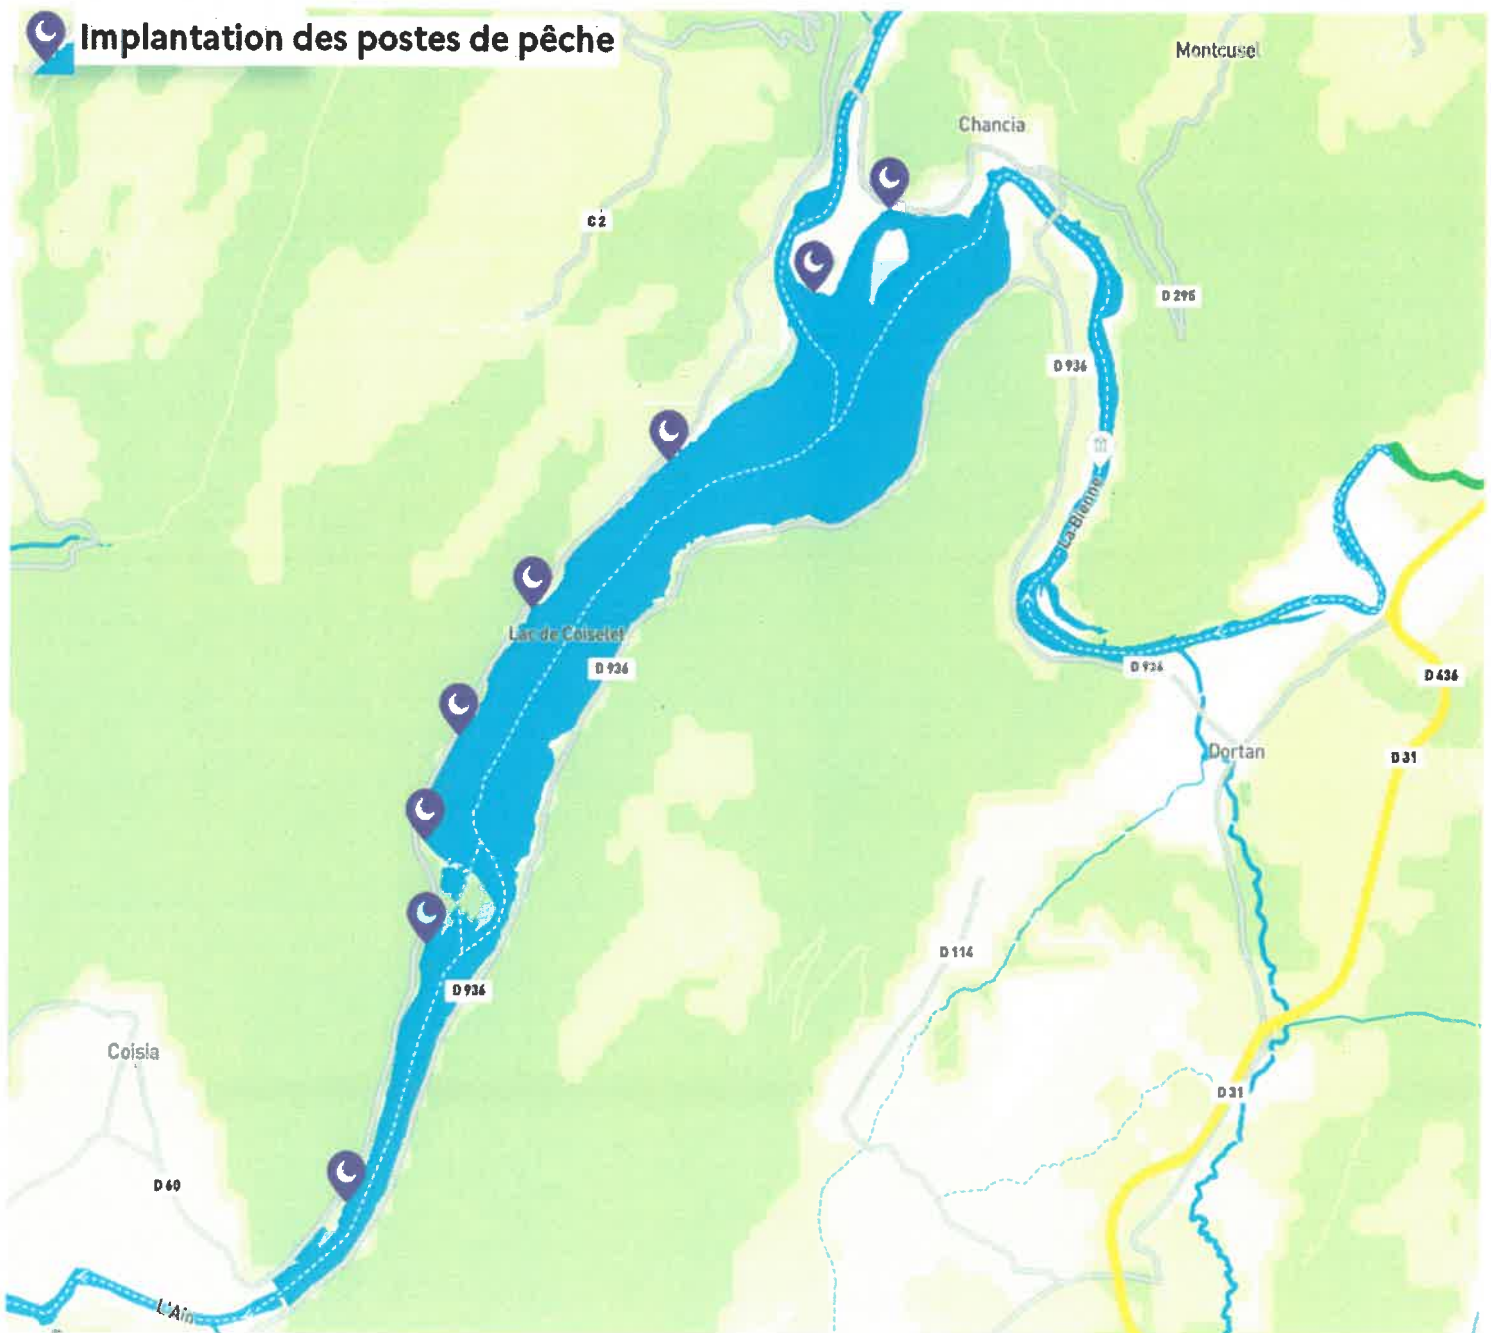 Implantation des postes de pêche
Montcusel
Chancia
C 2
D 295
D 936
La Bienne
Lac de Coiselet
D 936
D 936
D 436
Dortan
D 31
D 114
D 936
Coisia
D 31
D 60
L'Ain